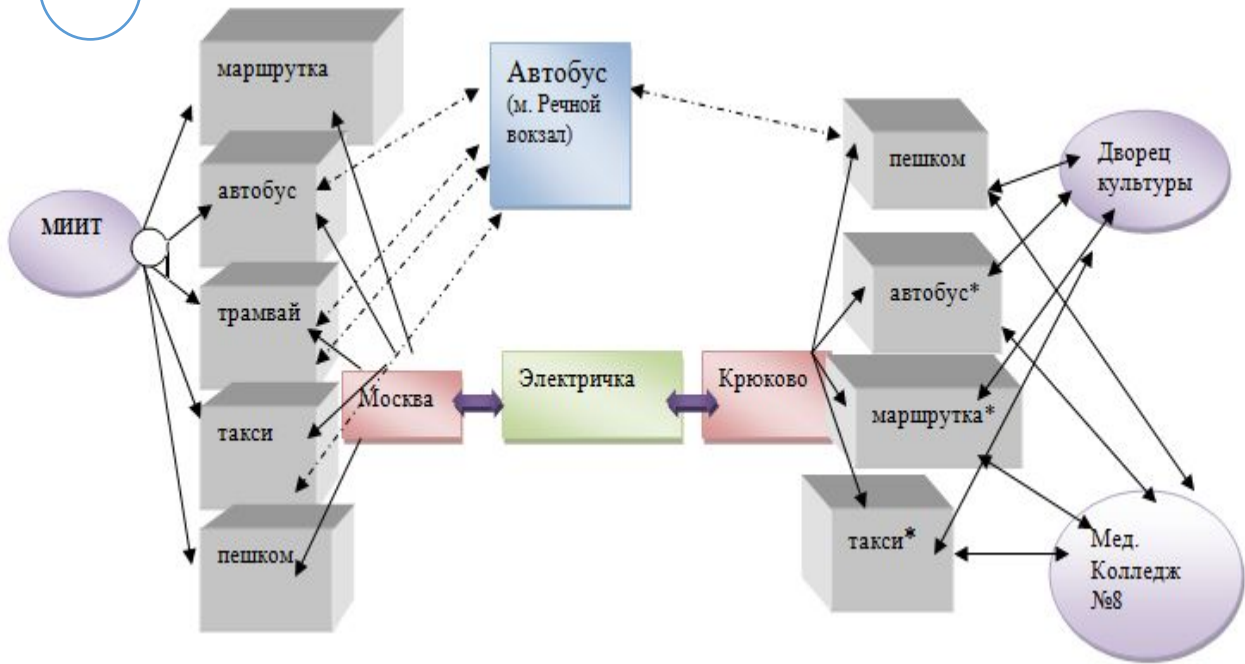 маршрутка
Автобус
(м. Речной
вокзал)
пешком
Дворец
культуры
автобус
МИИТ
автобус*
трамвай
Москва
Электричка
Крюково
маршрутка*
такси
пешком
такси*
Мед.
Колледж
№8